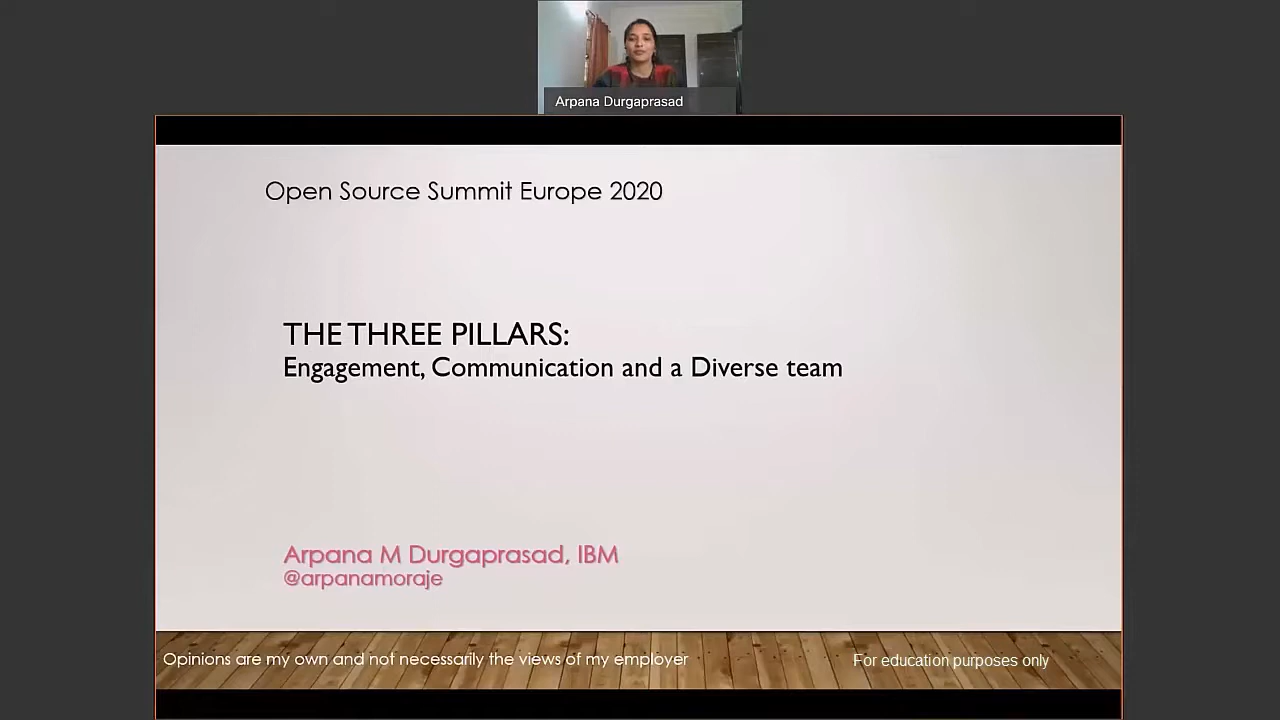 Arpana Durgaprasad
Open Source Summit Europe 2020
THE THREE PILLARS:
Engagement, Communication and a Diverse team
Arpana M Durgaprasad, IBM
@arpanamoraje
Opinions are my own and not necessarily the views of my employer
For education purposes only